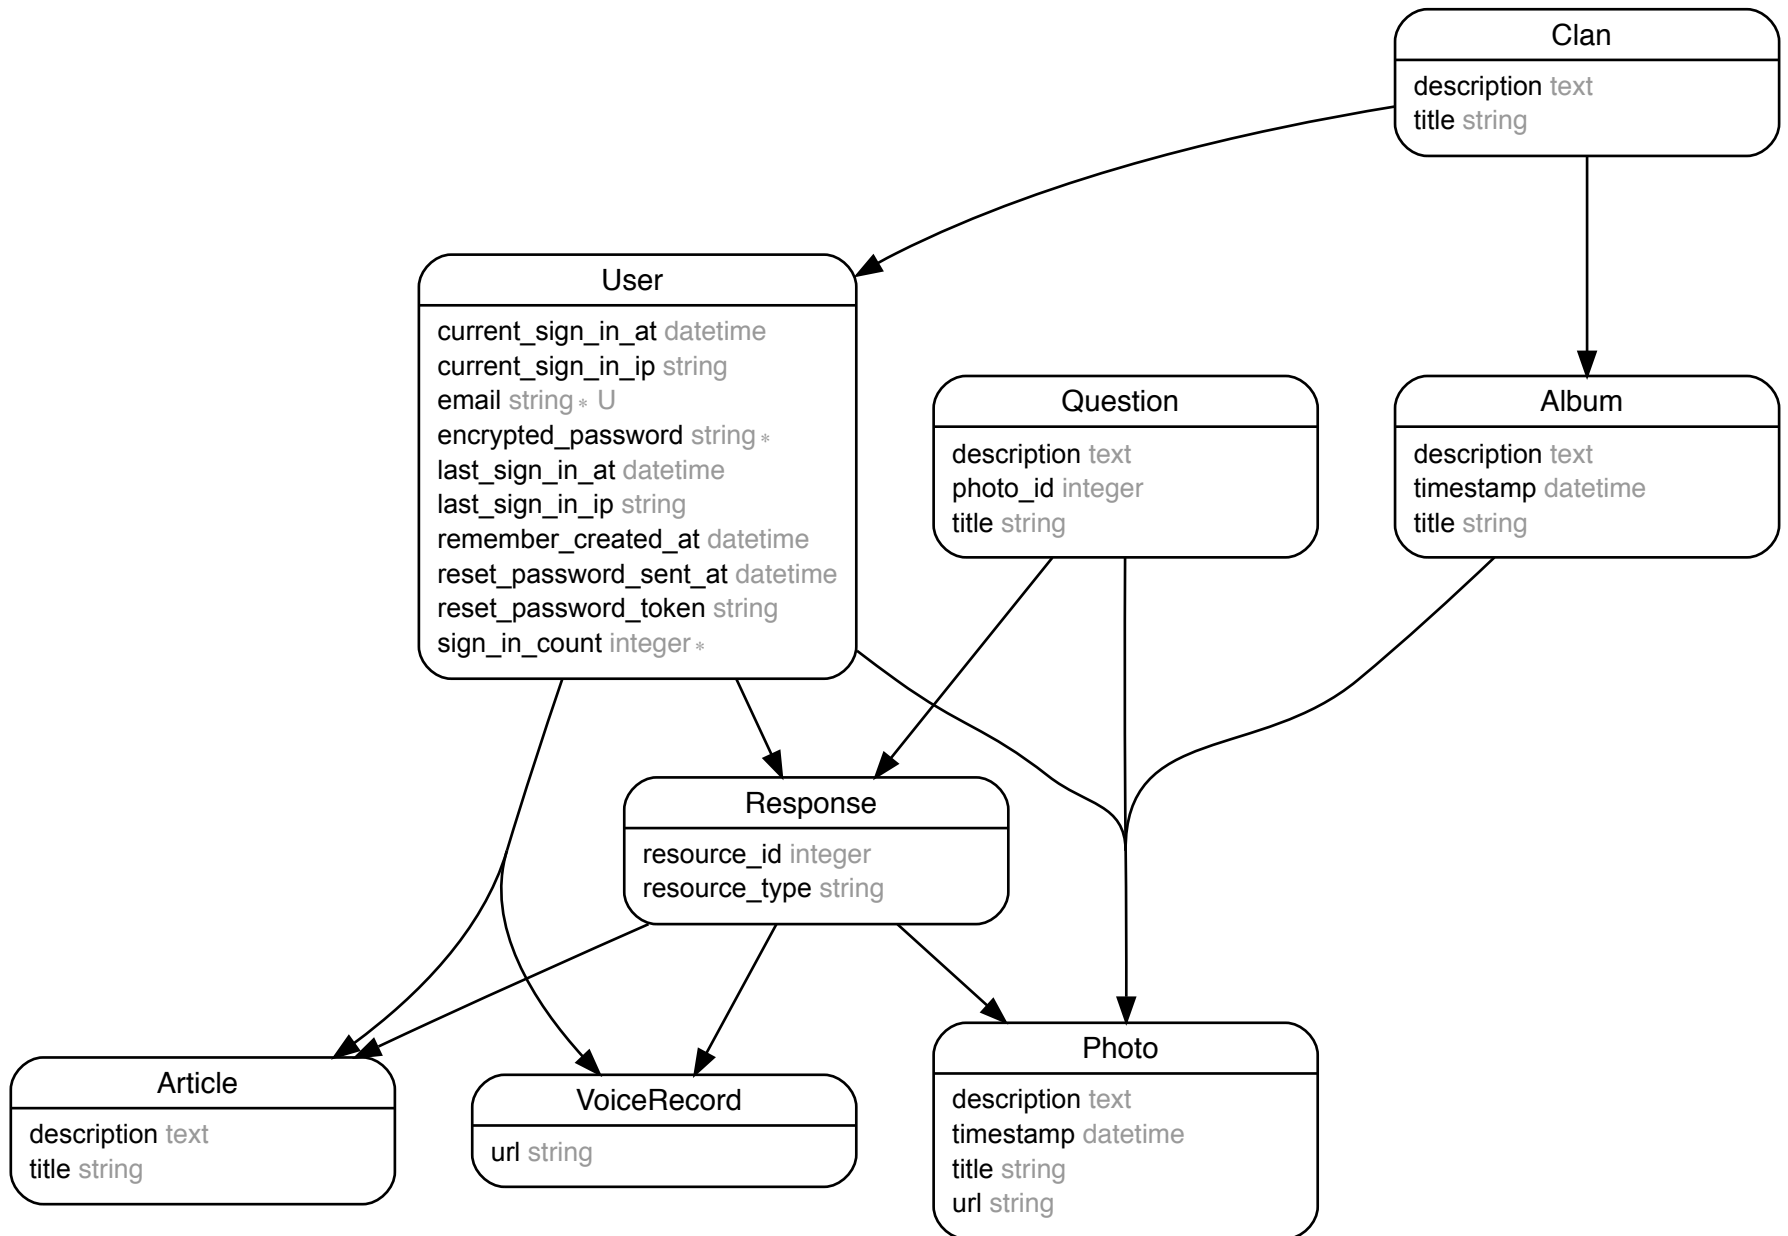 Clan
description text
title string
User
current_sign_in_at datetime
current_sign_in_ip string
email string * U
encrypted_password string *
last_sign_in_at datetime
last_sign_in_ip string
remember_created_at datetime
reset_password_sent_at datetime
reset_password_token string
sign_in_count integer *
Question
description text
photo_id integer
title string
Album
description text
timestamp datetime
title string
Response
resource_id integer
resource_type string
Article
description text
title string
VoiceRecord
url string
Photo
description text
timestamp datetime
title string
url string